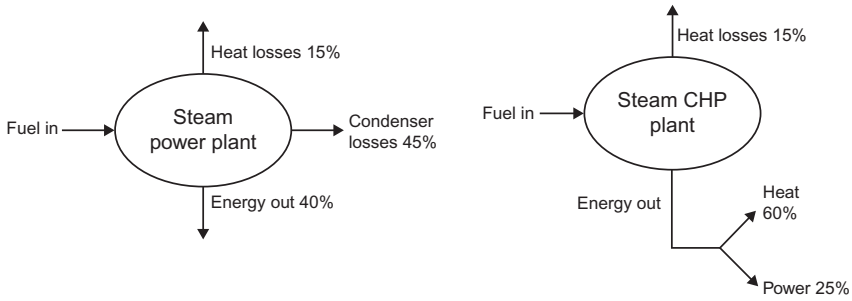 Heat losses 15%
Steam
power plant
Fuel in
Condenser
losses 45%
Energy out 40%
Heat losses 15%
Steam CHP
plant
Fuel in
Energy out
Heat
60%
Power 25%